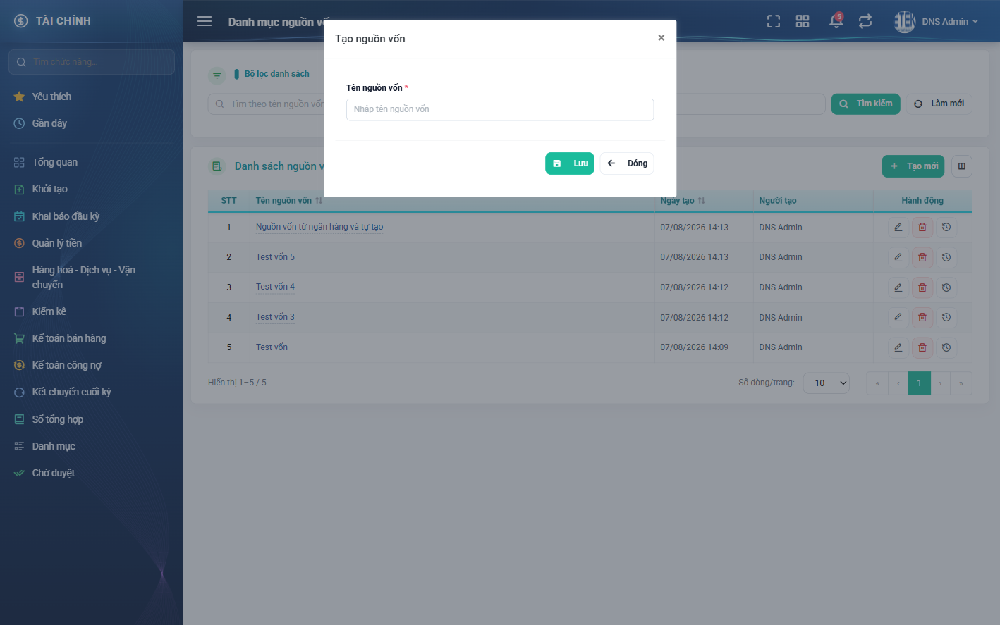 TÀI CHÍNH
Tìm chức năng...
Yêu thích
Gần đây
Tổng quan
Khởi tạo
Khai báo đầu kỳ
Quản lý tiền
Hàng hoá - Dịch vụ - Vận
chuyển
Kiểm kê
Kế toán bán hàng
Kế toán công nợ
Kết chuyển cuối kỳ
Sổ tổng hợp
Danh mục
Chờ duyệt
Danh mục nguồn vố
5
DNS Admin
Tạo nguồn vốn
×
Tên nguồn vốn *
Nhập tên nguồn vốn
Lưu
Đóng
Bộ lọc danh sách
Tìm theo tên nguồn vốn
Tìm kiếm
Làm mới
Danh sách nguồn v
Tạo mới
STT Tên nguồn vốn Ngày tạo Người tạo Hành động
1 Nguồn vốn từ ngân hàng và tự tạo 07/08/2026 14:13 DNS Admin
2 Test vốn 5 07/08/2026 14:13 DNS Admin
3 Test vốn 4 07/08/2026 14:12 DNS Admin
4 Test vốn 3 07/08/2026 14:12 DNS Admin
5 Test vốn 07/08/2026 14:09 DNS Admin
Hiển thị 1–5 / 5
Số dòng/trang: 10
« ‹ 1 › »